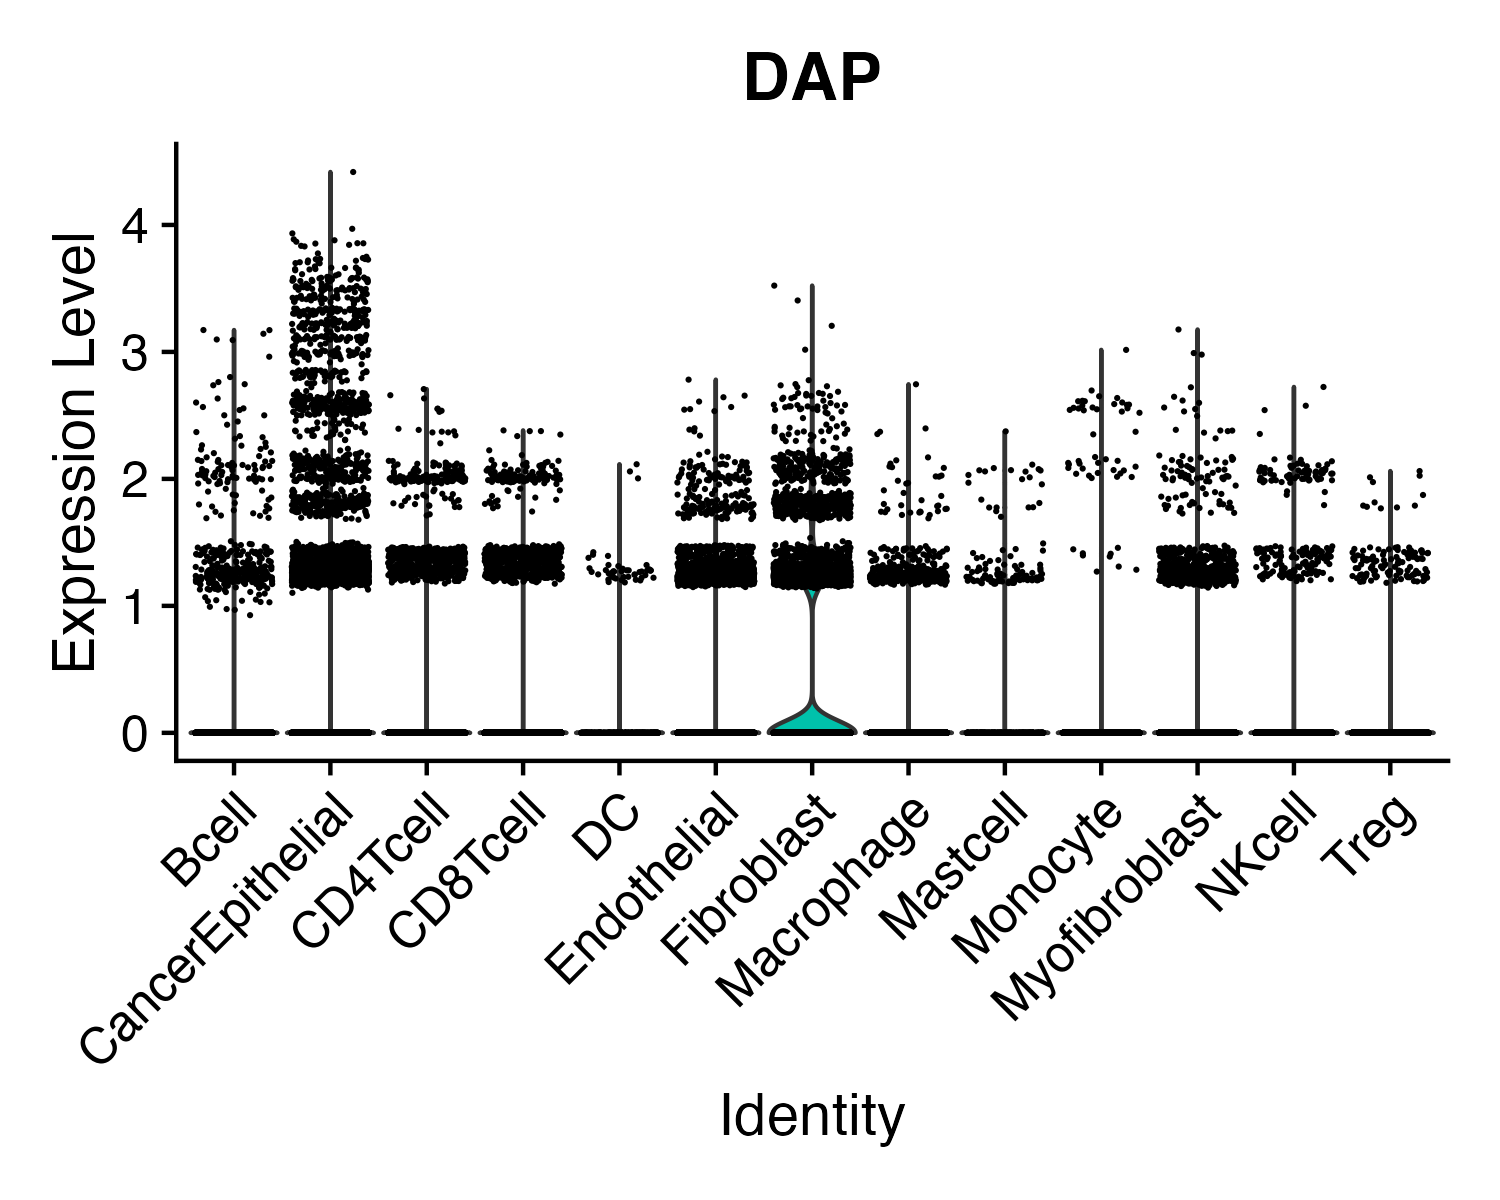 DAP
Expression Level
4
3
2
1
0
Bcell
CancerEpithelial
CD4Tcell
CD8Tcell
DC
Endothelial
Fibroblast
Macrophage
Mastcell
Monocyte
Myofibroblast
NKcell
Treg
Identity